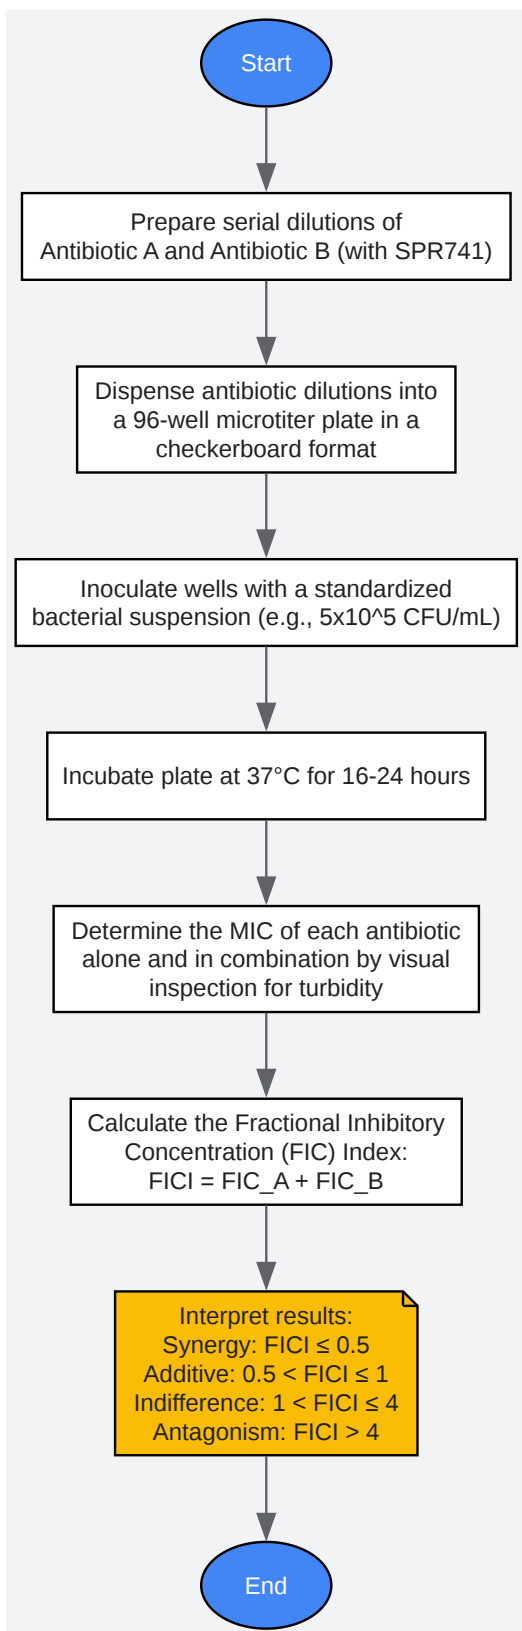 Start
Prepare serial dilutions of
Antibiotic A and Antibiotic B (with SPR741)
Dispense antibiotic dilutions into
a 96-well microtiter plate in a
checkerboard format
Inoculate wells with a standardized
bacterial suspension (e.g., 5x10^5 CFU/mL)
Incubate plate at 37°C for 16-24 hours
Determine the MIC of each antibiotic
alone and in combination by visual
inspection for turbidity
Calculate the Fractional Inhibitory
Concentration (FIC) Index:
FICI = FIC_A + FIC_B
Interpret results:
Synergy: FICI ≤ 0.5
Additive: 0.5 < FICI ≤ 1
Indifference: 1 < FICI ≤ 4
Antagonism: FICI > 4
End